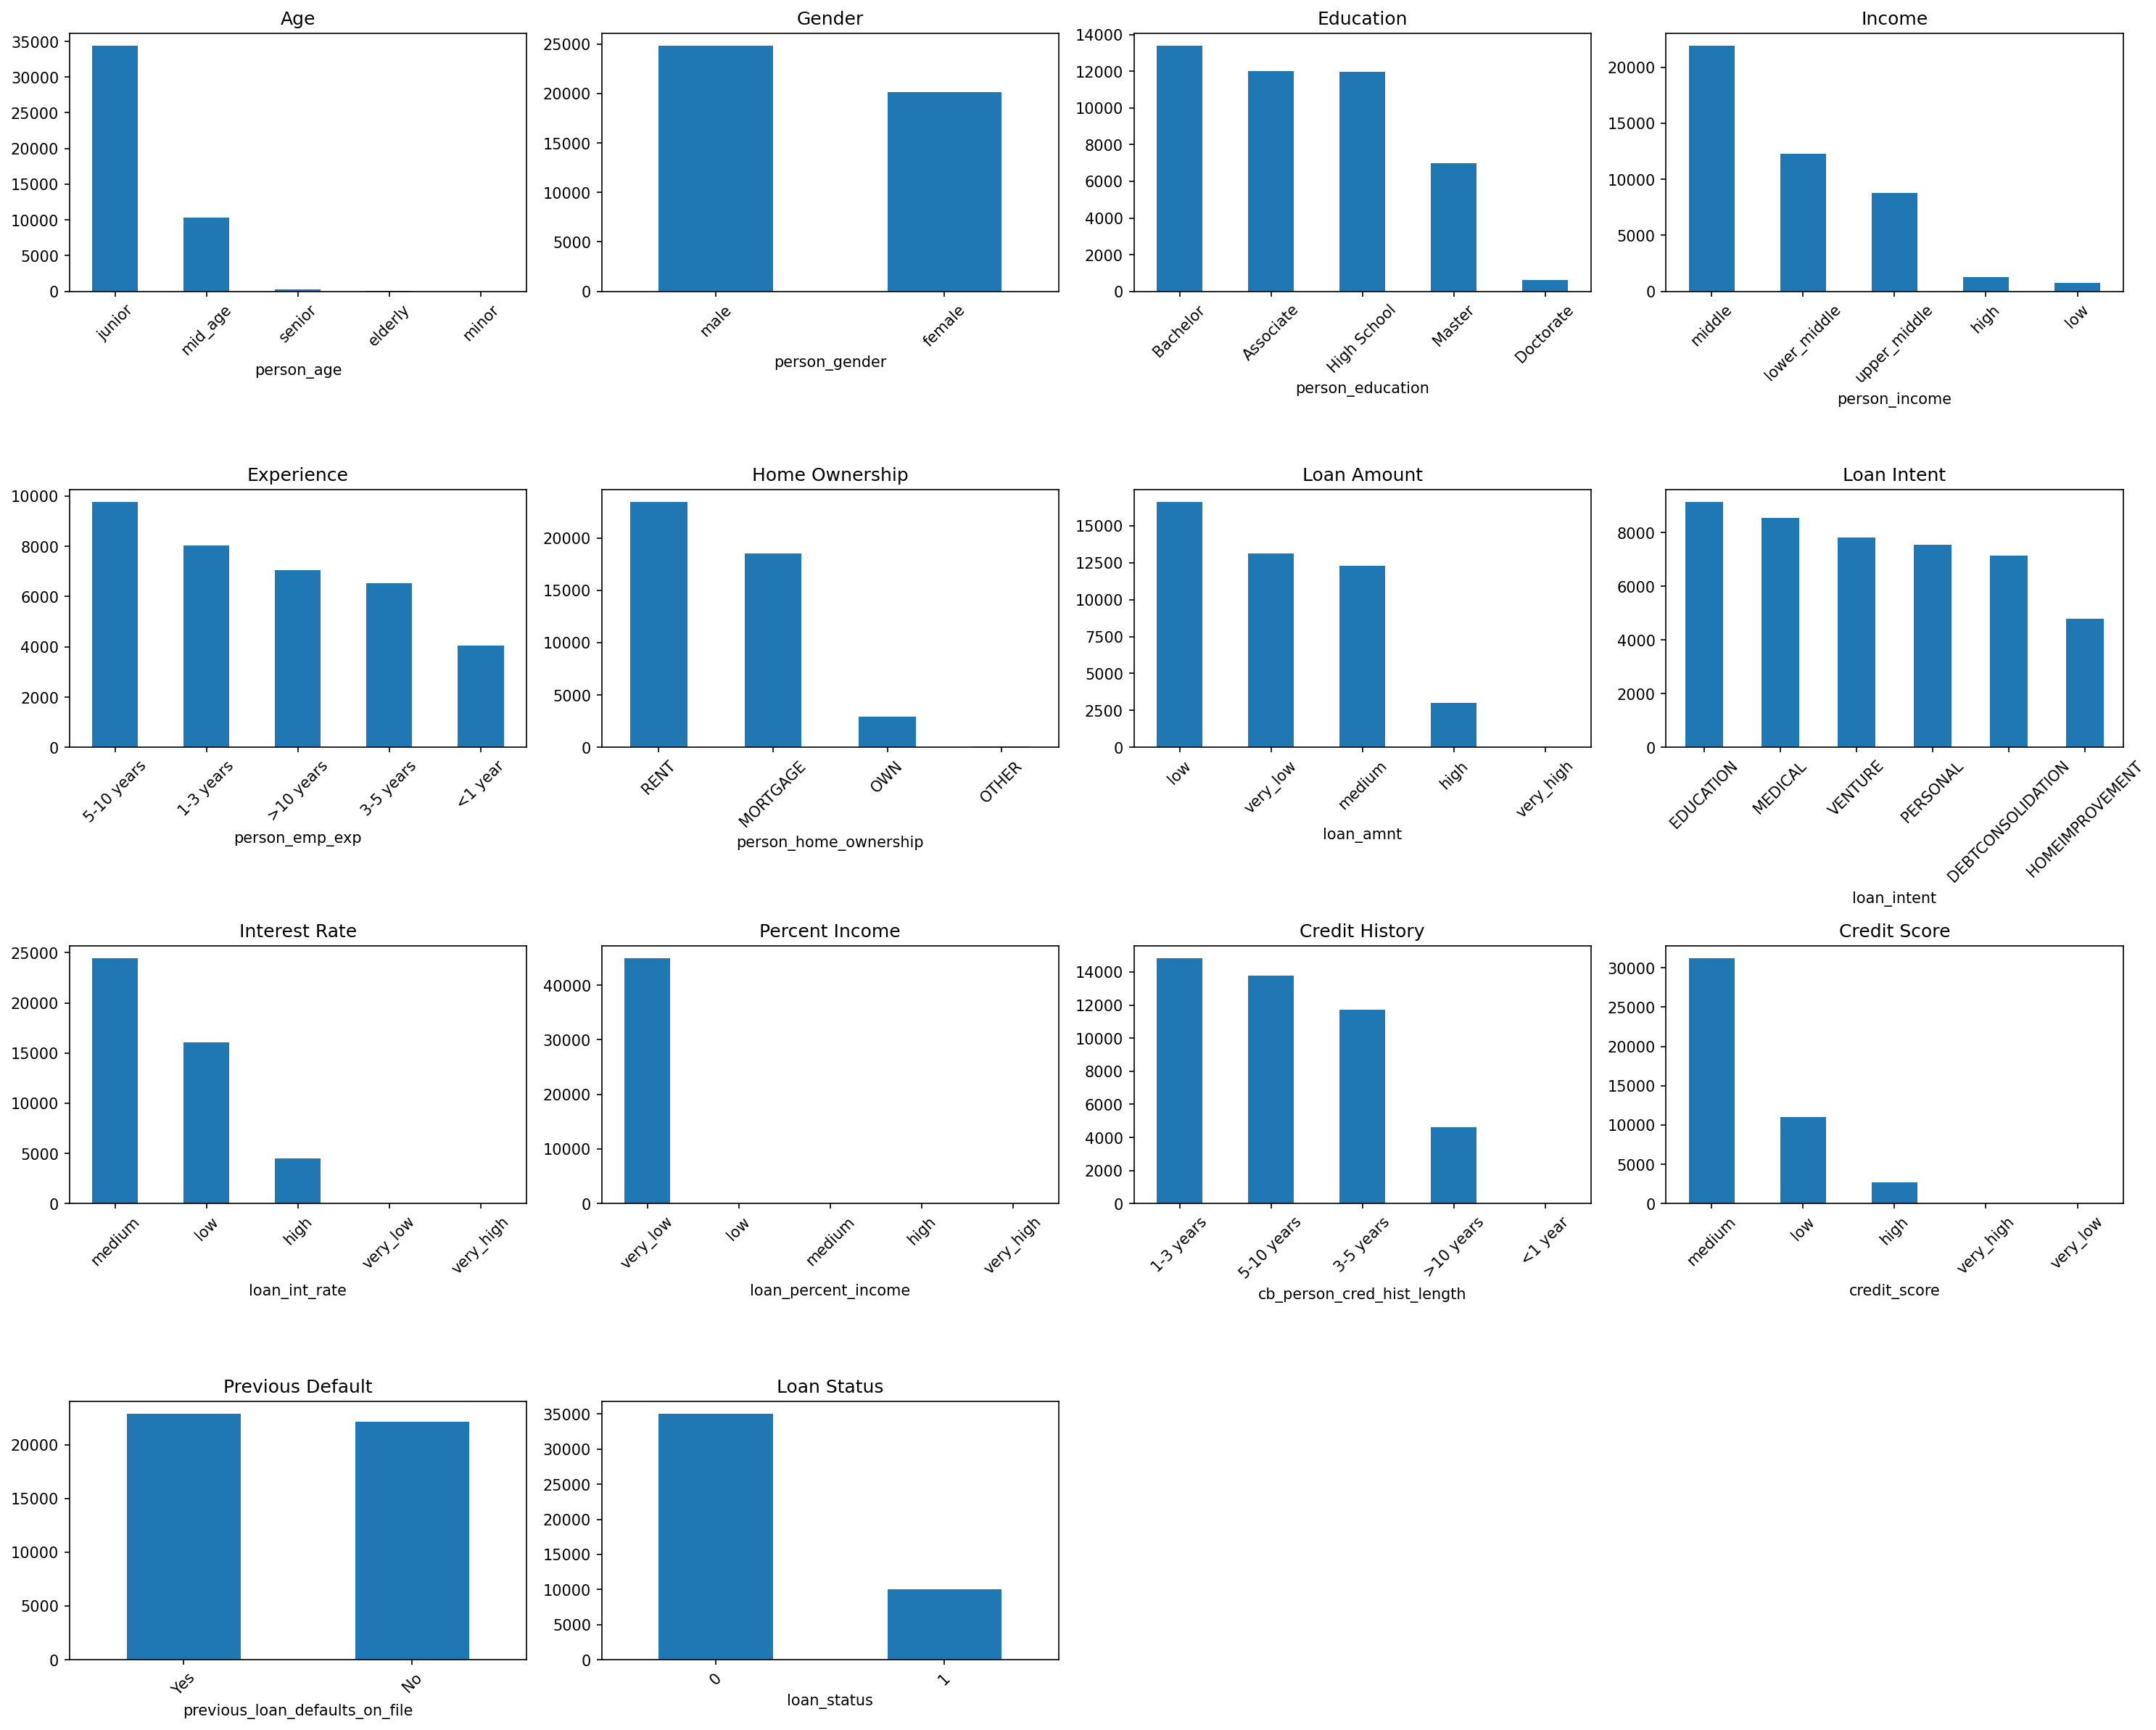 Age
35000
30000
25000
20000
15000
10000
5000
0
junior
mid_age
senior
elderly
minor
person_age
Gender
25000
20000
15000
10000
5000
0
male
female
person_gender
Education
14000
12000
10000
8000
6000
4000
2000
0
Bachelor
Associate
High School
Master
Doctorate
person_education
Income
20000
15000
10000
5000
0
middle
lower_middle
upper_middle
high
low
person_income
Experience
10000
8000
6000
4000
2000
0
5-10 years
1-3 years
>10 years
3-5 years
<1 year
person_emp_exp
Home Ownership
20000
15000
10000
5000
0
RENT
MORTGAGE
OWN
OTHER
person_home_ownership
Loan Amount
15000
12500
10000
7500
5000
2500
0
low
very_low
medium
high
very_high
loan_amnt
Loan Intent
8000
6000
4000
2000
0
EDUCATION
MEDICAL
VENTURE
PERSONAL
DEBTCONSOLIDATION
HOMEIMPROVEMENT
loan_intent
Interest Rate
25000
20000
15000
10000
5000
0
medium
low
high
very_low
very_high
loan_int_rate
Percent Income
40000
30000
20000
10000
0
very_low
low
medium
high
very_high
loan_percent_income
Credit History
14000
12000
10000
8000
6000
4000
2000
0
1-3 years
5-10 years
3-5 years
>10 years
<1 year
cb_person_cred_hist_length
Credit Score
30000
25000
20000
15000
10000
5000
0
medium
low
high
very_high
very_low
credit_score
Previous Default
20000
15000
10000
5000
0
Yes
No
previous_loan_defaults_on_file
Loan Status
35000
30000
25000
20000
15000
10000
5000
0
0
1
loan_status